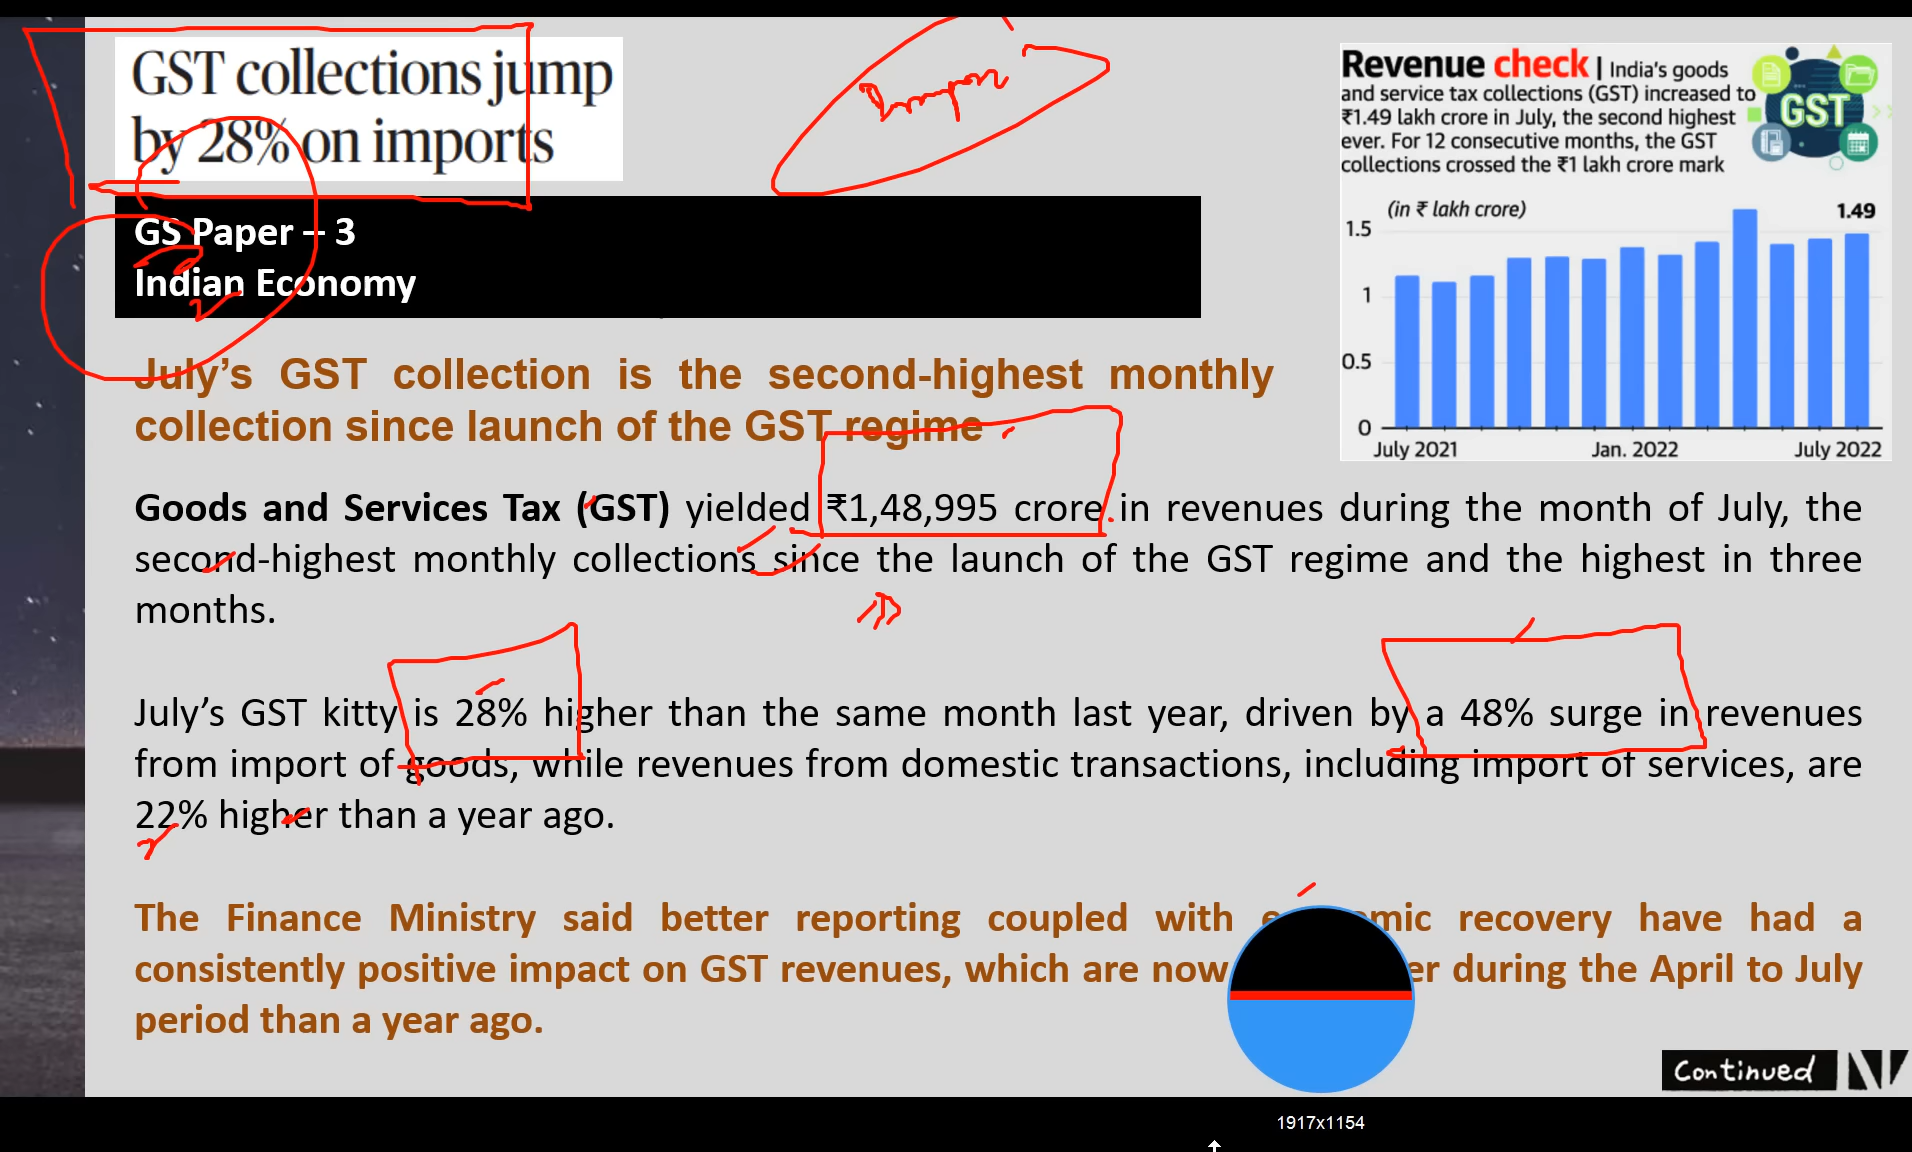 GST collections jump
by 28% on imports
GS Paper – 3
Indian Economy
Revenue check | India's goods
and service tax collections (GST) increased to
₹1.49 lakh crore in July, the second highest
ever. For 12 consecutive months, the GST
collections crossed the ₹1 lakh crore mark
GST
(in ₹ lakh crore)
1.49
1.5
1
0.5
0
July 2021 Jan. 2022 July 2022
July's GST collection is the second-highest monthly
collection since launch of the GST regime
Goods and Services Tax (GST) yielded ₹1,48,995 crore in revenues during the month of July, the
second-highest monthly collections since the launch of the GST regime and the highest in three
months.
July's GST kitty is 28% higher than the same month last year, driven by a 48% surge in revenues
from import of goods, while revenues from domestic transactions, including import of services, are
22% higher than a year ago.
The Finance Ministry said better reporting coupled with recovery have had a
consistently positive impact on GST revenues, which are now during the April to July
period than a year ago.
Continued
1917x1154